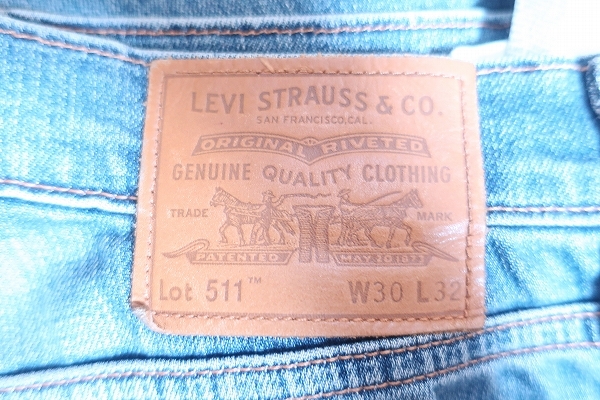 LEVI STRAUSS & CO.
SAN FRANCISCO, CAL.
ORIGINAL RIVETED
GENUINE QUALITY CLOTHING
TRADE MARK
PATENTED MAY 20 1873
Lot 511™ W30 L32